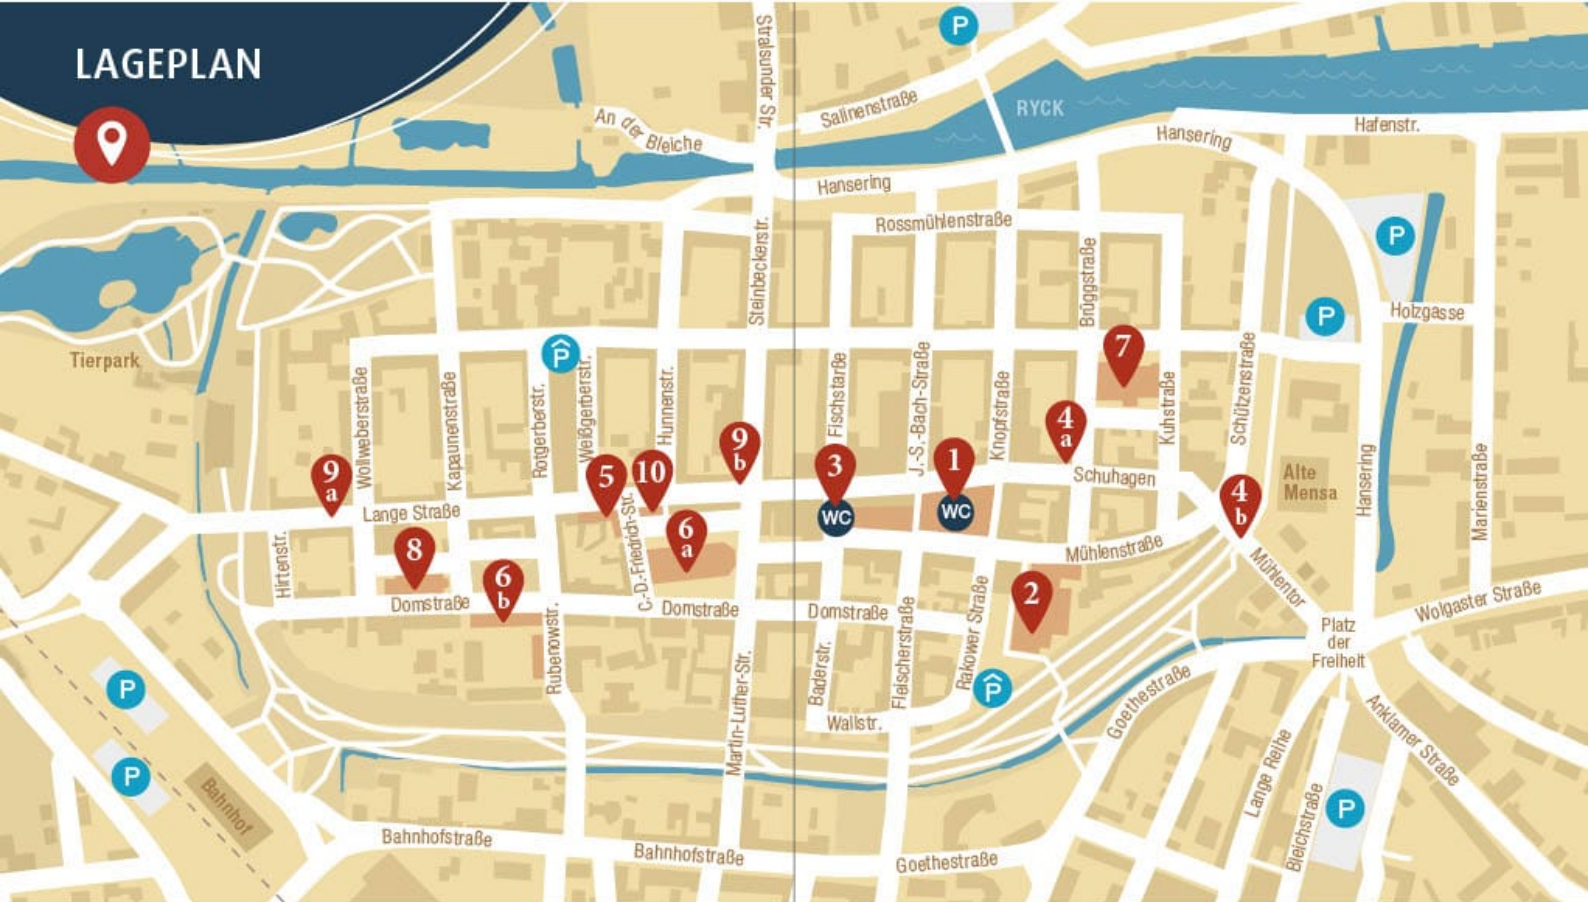 LAGEPLAN
P
Stralsunder Str.
An der Bleiche
Salinenstraße
RYCK
Hansering
Hafenstr.
Hansering
Rossmühlenstraße
P
Steinbeckerstr.
Brüggstraße
P
Holzgasse
Tierpark
P
7
Wollweberstraße
Kapaunenstraße
Rotgerberstr.
Weißgerberstr.
Hunnenstr.
Fischstarße
J.-S.-Bach-Straße
Knopfstraße
Kuhstraße
Schützenstraße
9
a
5
10
9
b
3
1
4
a
Schuhagen
Alte
Mensa
4
b
Hansering
Marienstraße
Lange Straße
WC
WC
8
6
a
6
b
C.-D.-Friedrich-Str.
Hirtenstr.
Mühlenstraße
Mühlentor
2
Domstraße
Domstraße
Domstraße
Wolgaster Straße
Platz
der
Freiheit
Rubenowstr.
Martin-Luther-Str.
Baderstr.
Fleischerstraße
Rakower Straße
P
P
Wallstr.
Goethestraße
Anklamer Straße
P
Bahnhof
Lange Reihe
Bleichstraße
P
Bahnhofstraße
Bahnhofstraße
Goethestraße